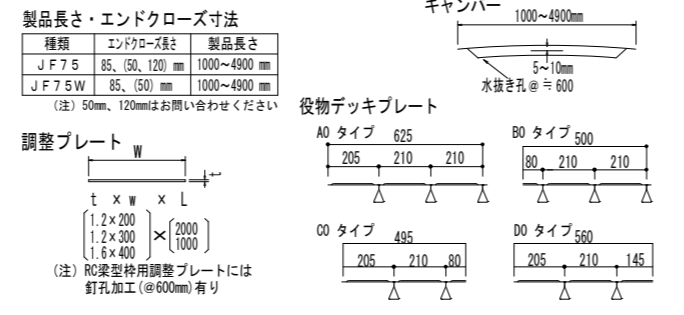 製品長さ・エンドクローズ寸法
種類 エンドクローズ長さ 製品長さ
JF75 85、(50、120) mm 1000~4900 mm
JF75W 85、(50) mm 1000~4900 mm
(注) 50mm、120mmはお問い合わせください
キャンバー
1000~4900mm
5~10mm
水抜き孔@≒600
調整プレート
W
t
t × w × L
1.2×200
1.2×300
1.6×400
×
2000
1000
(注) RC梁型枠用調整プレートには
釘孔加工(@600mm)有り
役物デッキプレート
AO タイプ 625
205 210 210
BO タイプ 500
80 210 210
CO タイプ 495
205 210 80
DO タイプ 560
205 210 145